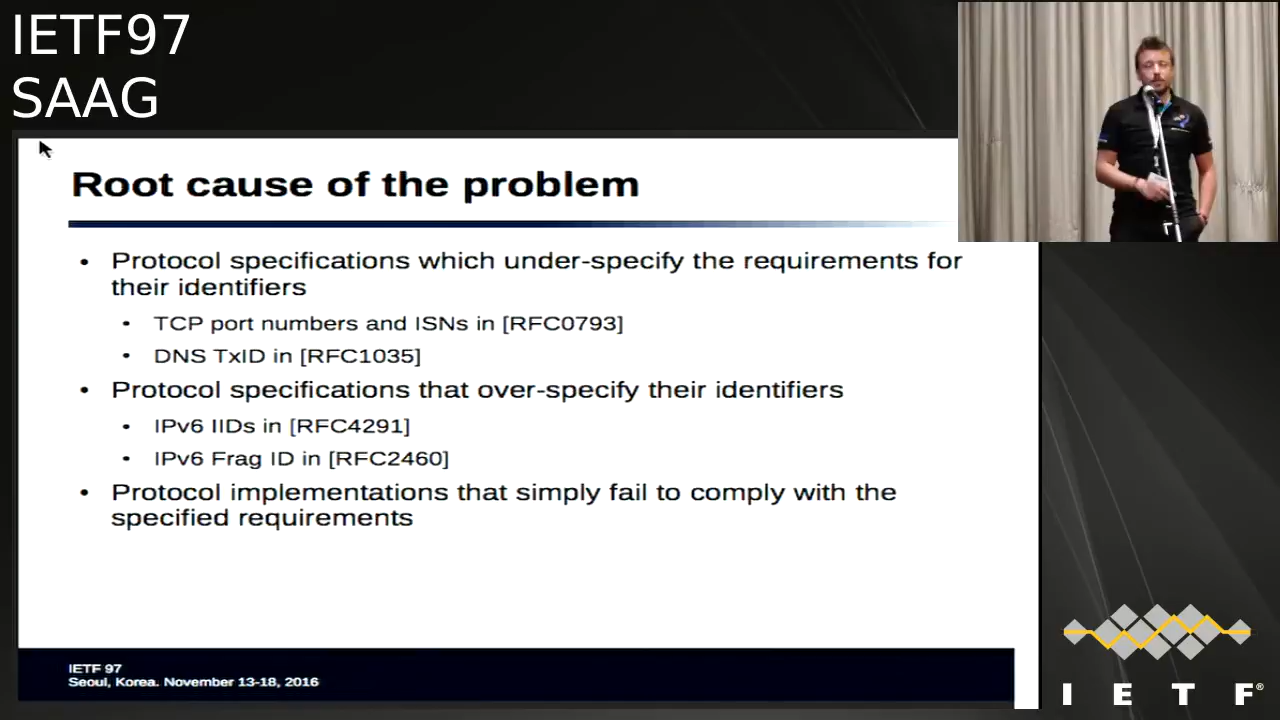 IETF97
SAAG
Root cause of the problem
• Protocol specifications which under-specify the requirements for
their identifiers
• TCP port numbers and ISNs in [RFC0793]
• DNS TxID in [RFC1035]
• Protocol specifications that over-specify their identifiers
• IPv6 IIDs in [RFC4291]
• IPv6 Frag ID in [RFC2460]
• Protocol implementations that simply fail to comply with the
specified requirements
IETF 97
Seoul, Korea. November 13-18, 2016
I E T F®